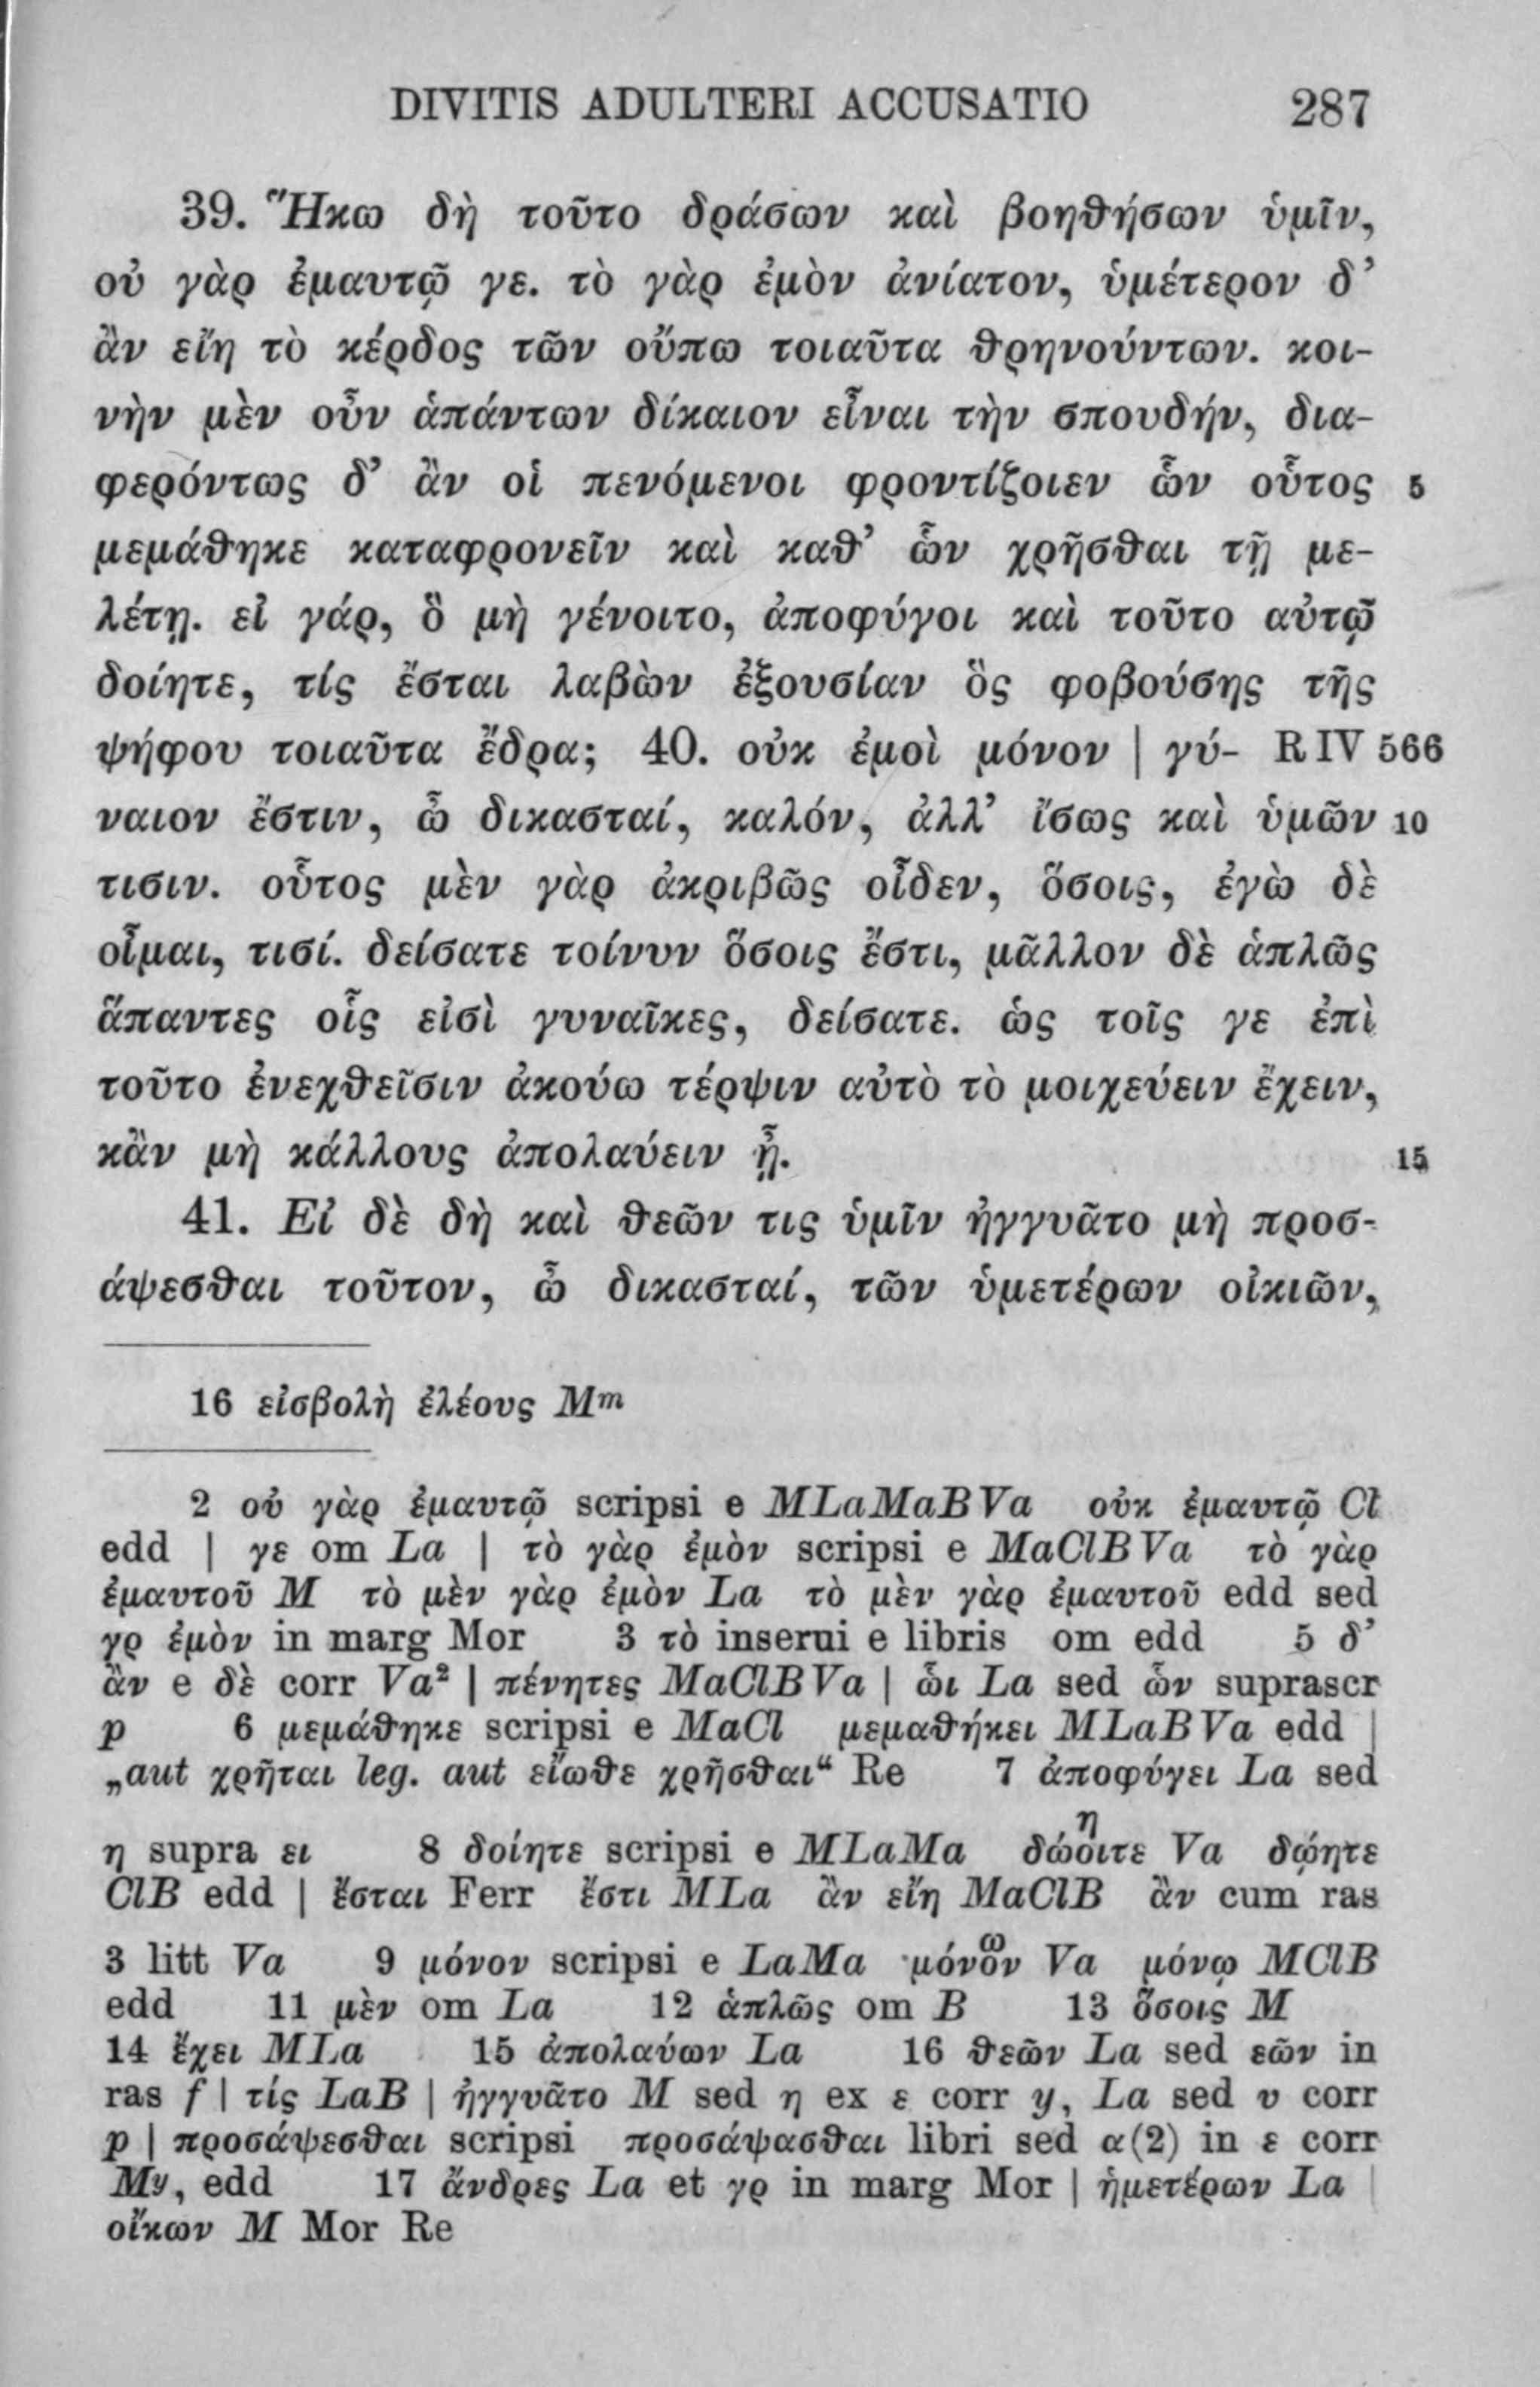 DIVITIS ADULTERI ACCUSATIO 287
39. Ἥκω δὴ τοῦτο δράσων καὶ βοηθήσων ὑμῖν,
οὐ γὰρ ἐμαυτῷ γε. τὸ γὰρ ἐμὸν ἀνίατον, ὑμέτερον δ’
ἂν εἴη τὸ κέρδος τῶν οὔπω τοιαῦτα θρηνούντων. κοι-
νὴν μὲν οὖν ἁπάντων δίκαιον εἶναι τὴν σπουδήν, δια-
φερόντως δ’ ἂν οἱ πενόμενοι φροντίζοιεν ὧν οὗτος 5
μεμάθηκε καταφρονεῖν καὶ καθ’ ὧν χρῆσθαι τῇ με-
λέτῃ. εἰ γάρ, ὃ μὴ γένοιτο, ἀποφύγοι καὶ τοῦτο αὐτῷ
δοίητε, τίς ἔσται λαβὼν ἐξουσίαν ὃς φοβούσης τῆς
ψήφου τοιαῦτα ἔδρα; 40. οὐκ ἐμοὶ μόνον | γύ- R IV 566
ναιον ἔστιν, ὦ δικασταί, καλόν, ἀλλ’ ἴσως καὶ ὑμῶν 10
τισιν. οὗτος μὲν γὰρ ἀκριβῶς οἶδεν, ὅσοις, ἐγὼ δὲ
οἶμαι, τισί. δείσατε τοίνυν ὅσοις ἔστι, μᾶλλον δὲ ἁπλῶς
ἅπαντες οἷς εἰσὶ γυναῖκες, δείσατε. ὡς τοῖς γε ἐπὶ
τοῦτο ἐνεχθεῖσιν ἀκούω τέρψιν αὐτὸ τὸ μοιχεύειν ἔχειν,
κἂν μὴ κάλλους ἀπολαύειν ᾖ. 15
41. Εἰ δὲ δὴ καὶ θεῶν τις ὑμῖν ἠγγυᾶτο μὴ προσ-
άψεσθαι τοῦτον, ὦ δικασταί, τῶν ὑμετέρων οἰκιῶν,
16 εἰσβολὴ ἐλέους Mᵐ
2 οὐ γὰρ ἐμαυτῷ scripsi e MLaMaBVa οὐκ ἐμαυτῷ Cl
edd | γε om La | τὸ γὰρ ἐμὸν scripsi e MaClBVa τὸ γὰρ
ἐμαυτοῦ M τὸ μὲν γὰρ ἐμὸν La τὸ μὲν γὰρ ἐμαυτοῦ edd sed
γρ ἐμὸν in marg Mor 3 τὸ inserui e libris om edd 5 δ’
ἂν e δὲ corr Va² | πένητες MaClBVa | ὧι La sed ὧν suprascr
p 6 μεμάθηκε scripsi e MaCl μεμαθήκει MLaBVa edd |
„aut χρῆται leg. aut εἴωθε χρῆσθαι“ Re 7 ἀποφύγει La sed
η supra ει 8 δοίητε scripsi e MLaMa δώοιτε Va δῴητε
η
ClB edd | ἔσται Ferr ἔστι MLa ἂν εἴη MaClB ἂν cum ras
3 litt Va 9 μόνον scripsi e LaMa μόνον Va μόνῳ MClB
ω
edd 11 μὲν om La 12 ἁπλῶς om B 13 ὅσοις M
14 ἔχει MLa 15 ἀπολαύων La 16 θεῶν La sed εῶν in
ras f | τίς LaB | ἠγγυᾶτο M sed η ex ε corr y, La sed υ corr
p | προσάψεσθαι scripsi προσάψασθαι libri sed α(2) in ε corr
Mʸ, edd 17 ἄνδρες La et γρ in marg Mor | ἡμετέρων La |
οἴκων M Mor Re